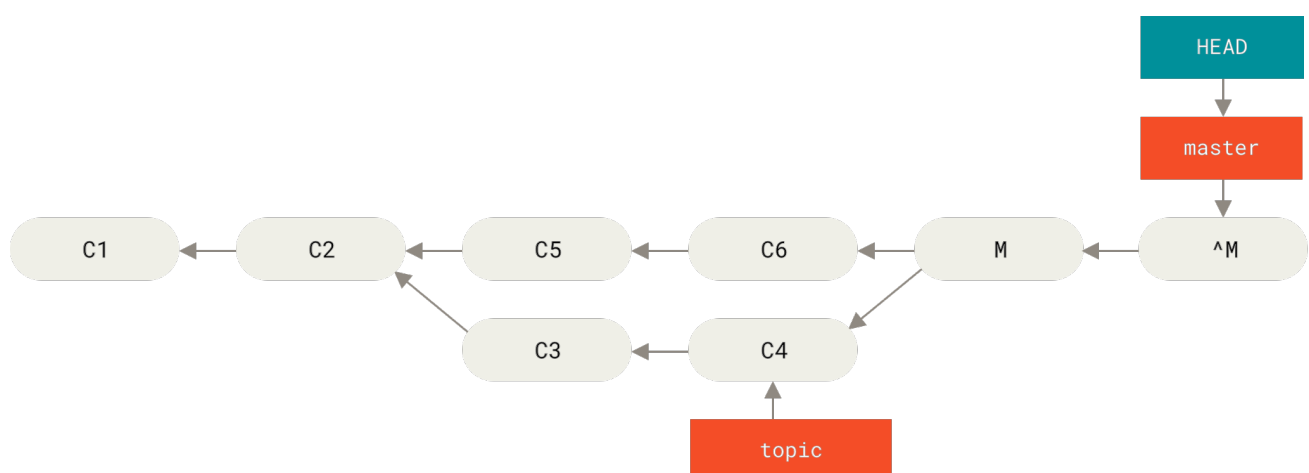 HEAD
master
C1
C2
C5
C6
M
^M
C3
C4
topic